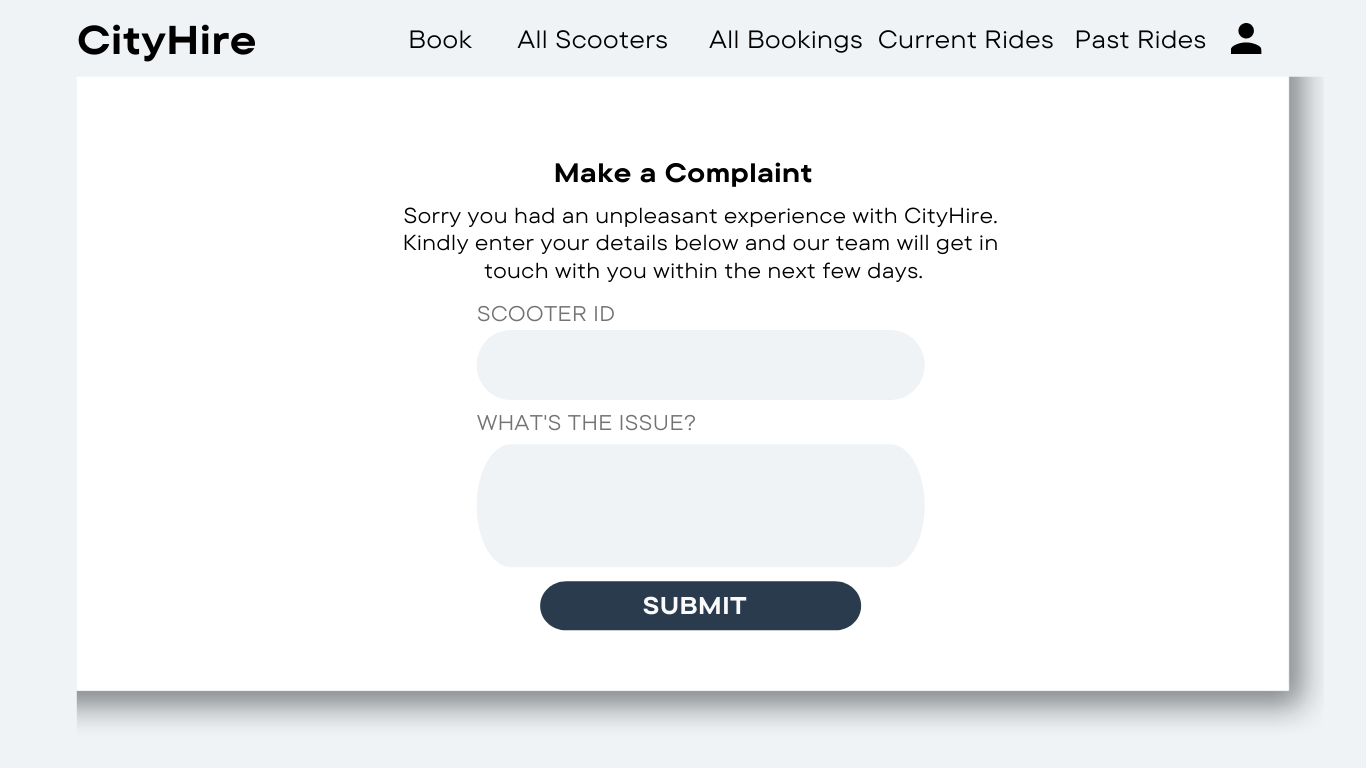 CityHire Book All Scooters All Bookings Current Rides Past Rides
Make a Complaint
Sorry you had an unpleasant experience with CityHire.
Kindly enter your details below and our team will get in
touch with you within the next few days.
SCOOTER ID
WHAT'S THE ISSUE?
SUBMIT